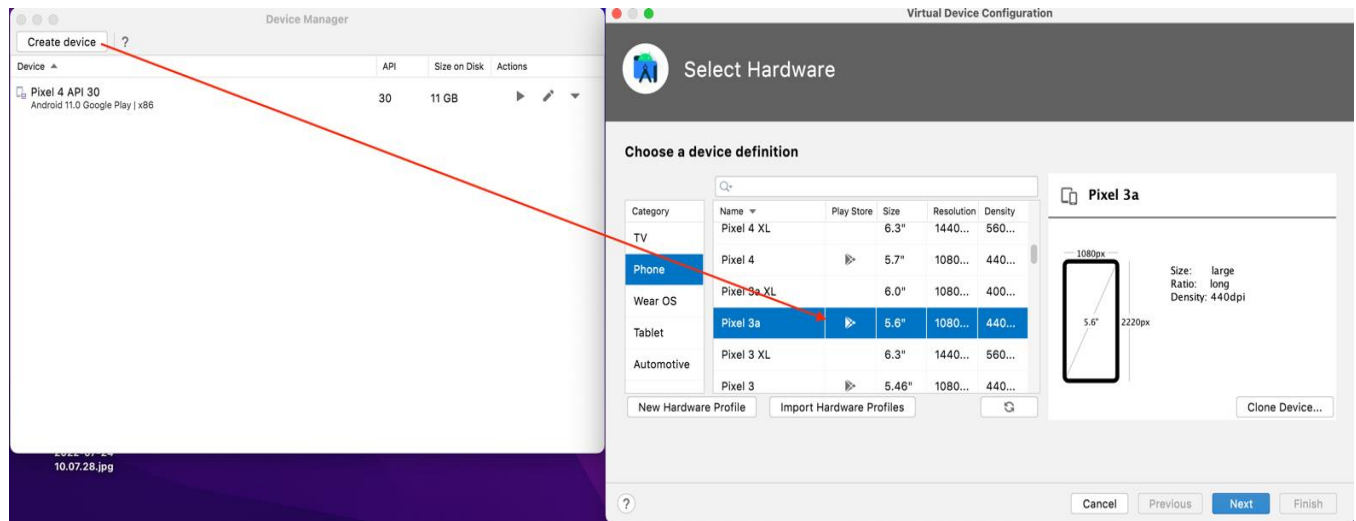 Device Manager
Create device ?
Device API Size on Disk Actions
Pixel 4 API 30 30 11 GB
Android 11.0 Google Play | x86
10.07.28.jpg
Virtual Device Configuration
Select Hardware
Choose a device definition
Category Name Play Store Size Resolution Density
TV
Phone
Wear OS
Tablet
Automotive
Pixel 4 XL 6.3" 1440... 560...
Pixel 4 5.7" 1080... 440...
Pixel 3a XL 6.0" 1080... 400...
Pixel 3a 5.6" 1080... 440...
Pixel 3 XL 6.3" 1440... 560...
Pixel 3 5.46" 1080... 440...
New Hardware Profile Import Hardware Profiles
Pixel 3a
1080px
5.6" 2220px
Size: large
Ratio: long
Density: 440dpi
Clone Device...
? Cancel Previous Next Finish